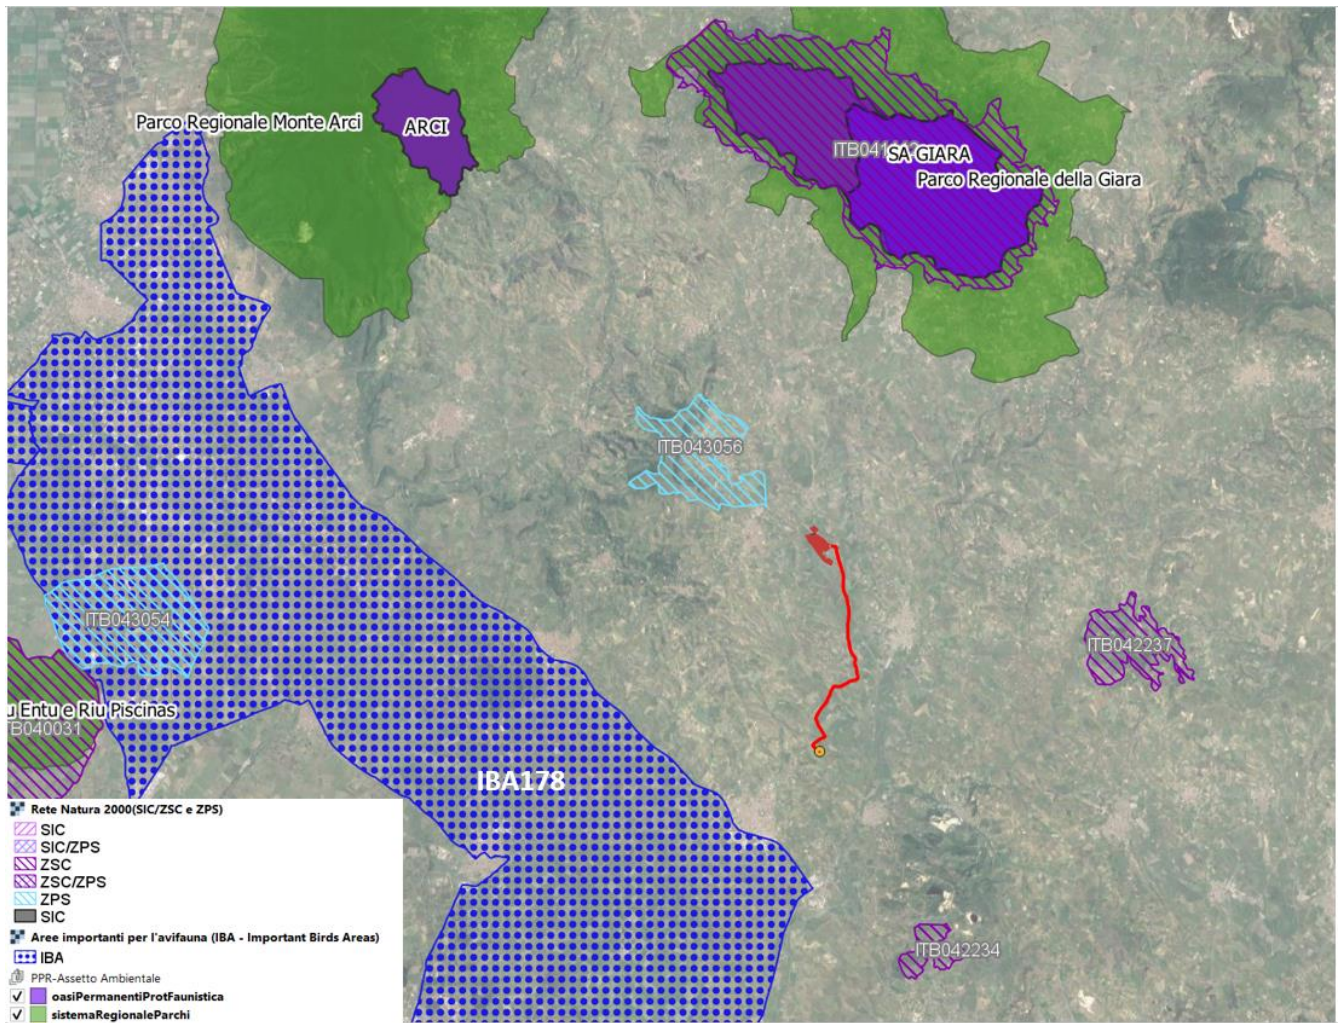 Parco Regionale Monte Arci
ARCI
SA GIARA
Parco Regionale della Giara
ITB043056
ITB043054
ITB042237
u Entu e Riu Piscinas
TB040031
IBA178
ITB042234
Rete Natura 2000(SIC/ZSC e ZPS)
SIC
SIC/ZPS
ZSC
ZSC/ZPS
ZPS
SIC
Aree importanti per l'avifauna (IBA - Important Birds Areas)
IBA
PPR-Assetto Ambientale
oasiPermanentiProtFaunistica
sistemaRegionaleParchi